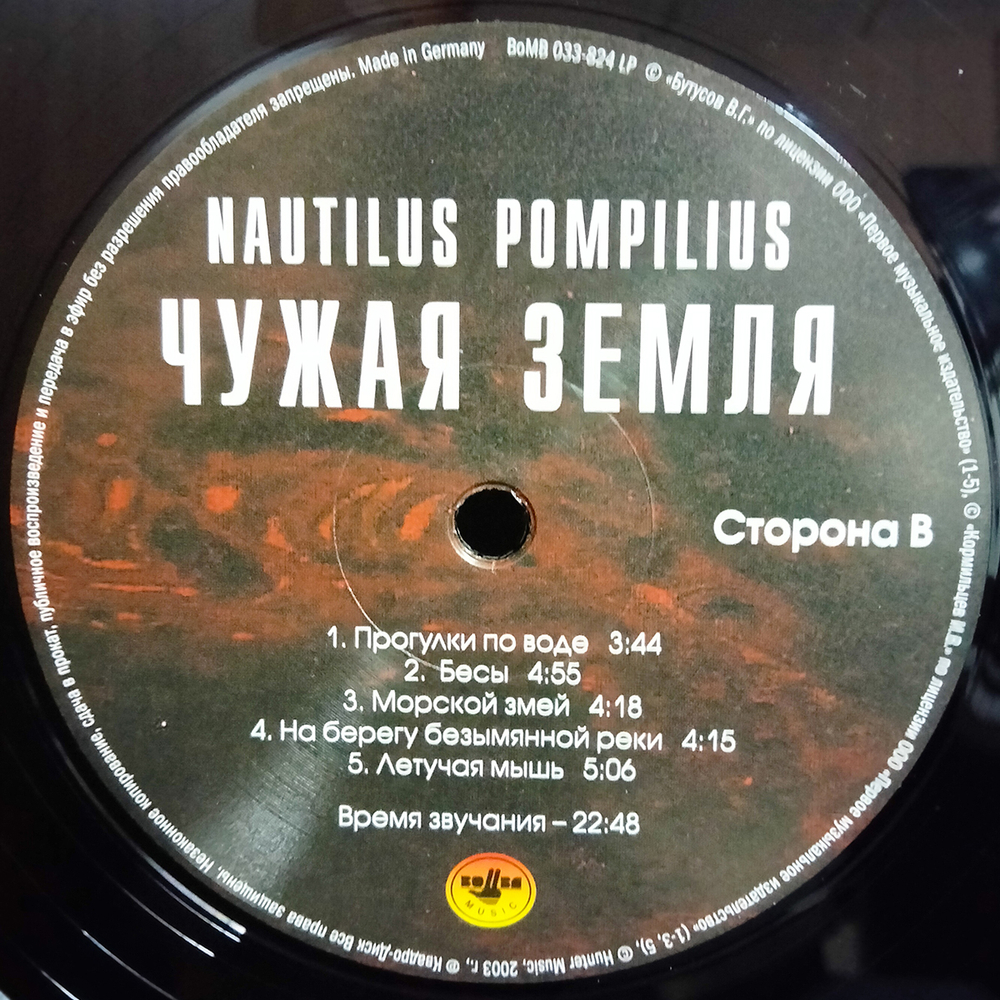 NAUTILUS POMPILIUS
ЧУЖАЯ ЗЕМЛЯ
Сторона В
1. Прогулки по воде 3:44
2. Бесы 4:55
3. Морской змей 4:18
4. На берегу безымянной реки 4:15
5. Летучая мышь 5:06
Время звучания – 22:48
BOMBA
MUSIC
BoMB 033-824 LP © «Бутусов В.Г.» по лицензии ООО «Первое музыкальное издательство» (1-5), © «Кормильцев И.В.» по лицензии ООО «Первое музыкальное издательство» (1-3, 5), © Hunter Music, 2003 г., ℗ Квадро-Диск Все права защищены. Незаконное копирование, сдача в прокат, публичное воспроизведение и передача в эфир без разрешения правообладателя запрещены. Made in Germany